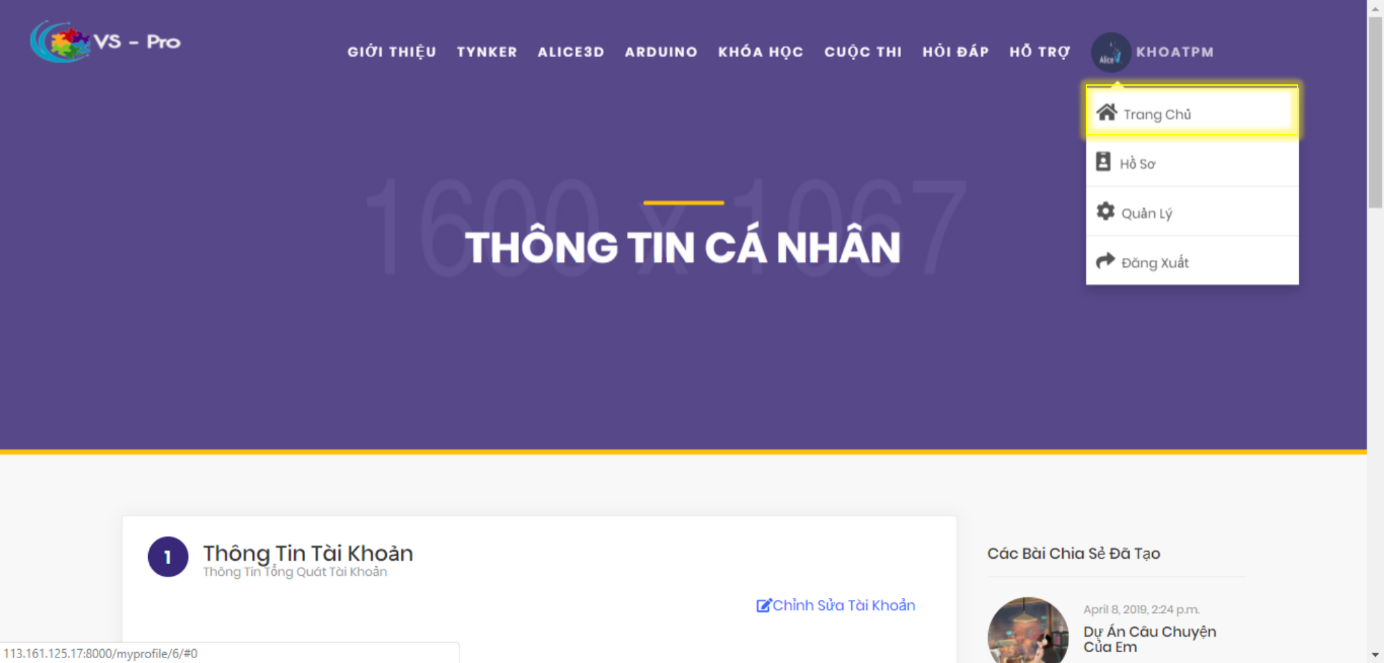 VS - Pro
GIỚI THIỆU TYNKER ALICE3D ARDUINO KHÓA HỌC CUỘC THI HỎI ĐÁP HỖ TRỢ Alice KHOATPM
Trang Chủ
Hồ Sơ
Quản Lý
Đăng Xuất
1600 x 1067
THÔNG TIN CÁ NHÂN
1 Thông Tin Tài Khoản
Thông Tin Tổng Quát Tài Khoản
Chỉnh Sửa Tài Khoản
Các Bài Chia Sẻ Đã Tạo
April 8, 2019, 2:24 p.m.
Dự Án Câu Chuyện
Của Em
113.161.125.17:8000/myprofile/6/#0